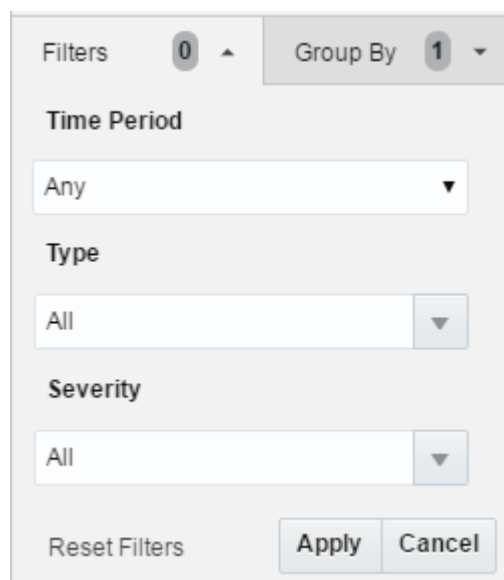 Filters 0 Group By 1
Time Period
Any
Type
All
Severity
All
Reset Filters Apply Cancel